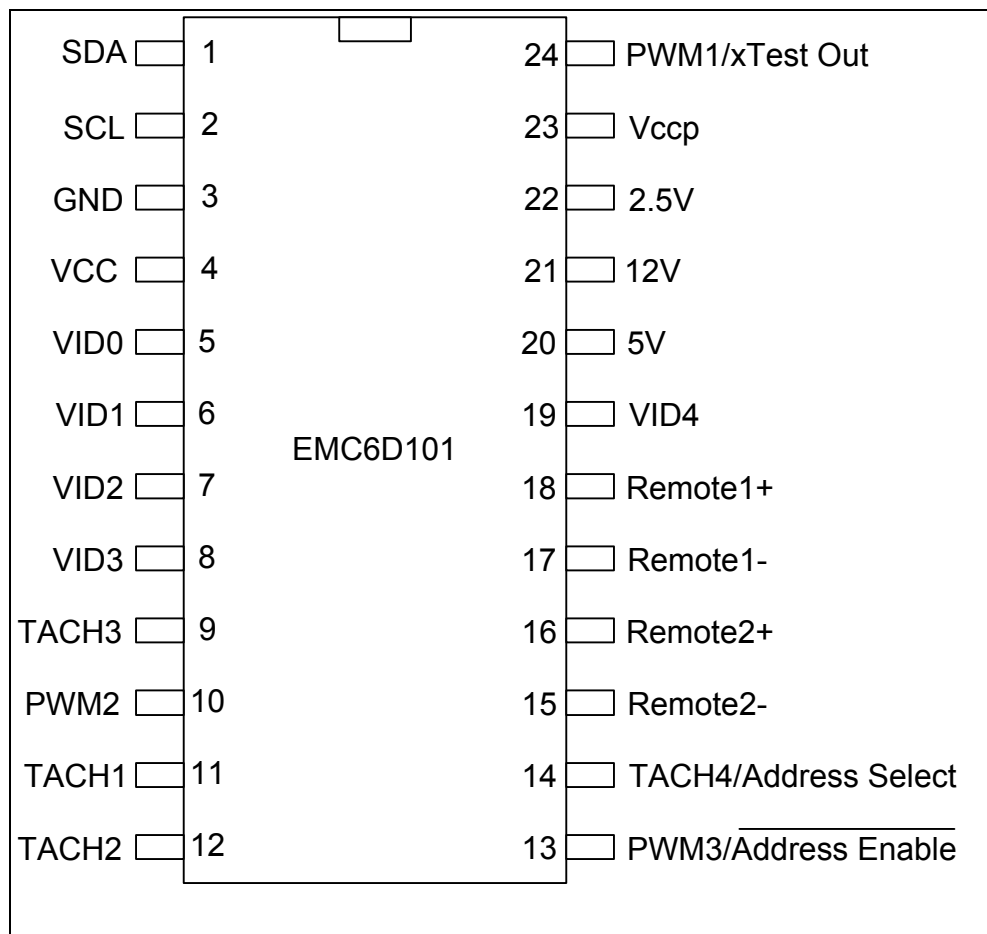 SDA 1 24 PWM1/xTest Out
SCL 2 23 Vccp
GND 3 22 2.5V
VCC 4 21 12V
VID0 5 20 5V
VID1 6 19 VID4
EMC6D101
VID2 7 18 Remote1+
VID3 8 17 Remote1-
TACH3 9 16 Remote2+
PWM2 10 15 Remote2-
TACH1 11 14 TACH4/Address Select
TACH2 12 13 PWM3/Address Enable